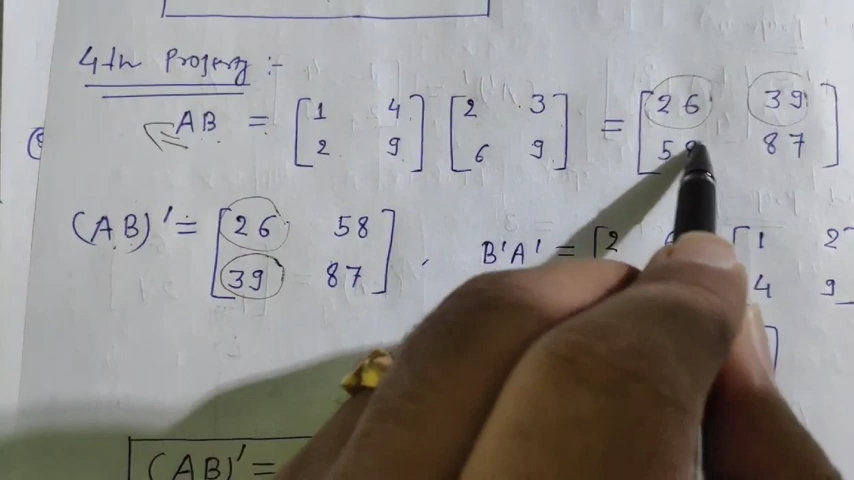 4th Property :-
AB = [1 4 2 9] [2 3 6 9] = [26 39 58 87]
(AB)' = [26 58 39 87] , B'A' = [2 [1 2 4 9]
(AB)' =